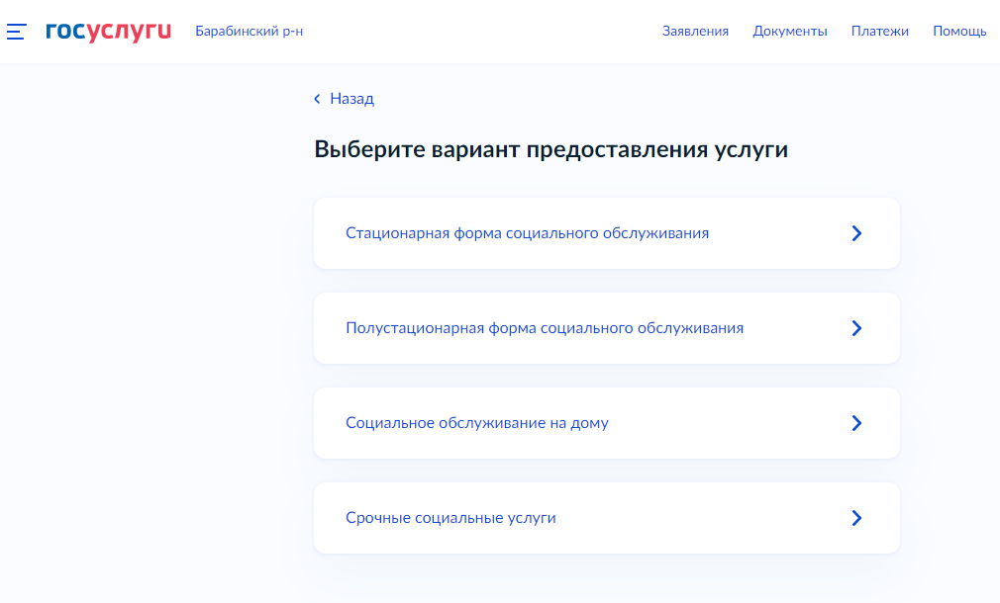 госуслуги Барабинский р-н Заявления Документы Платежи Помощь
Назад
Выберите вариант предоставления услуги
Стационарная форма социального обслуживания
Полустационарная форма социального обслуживания
Социальное обслуживание на дому
Срочные социальные услуги